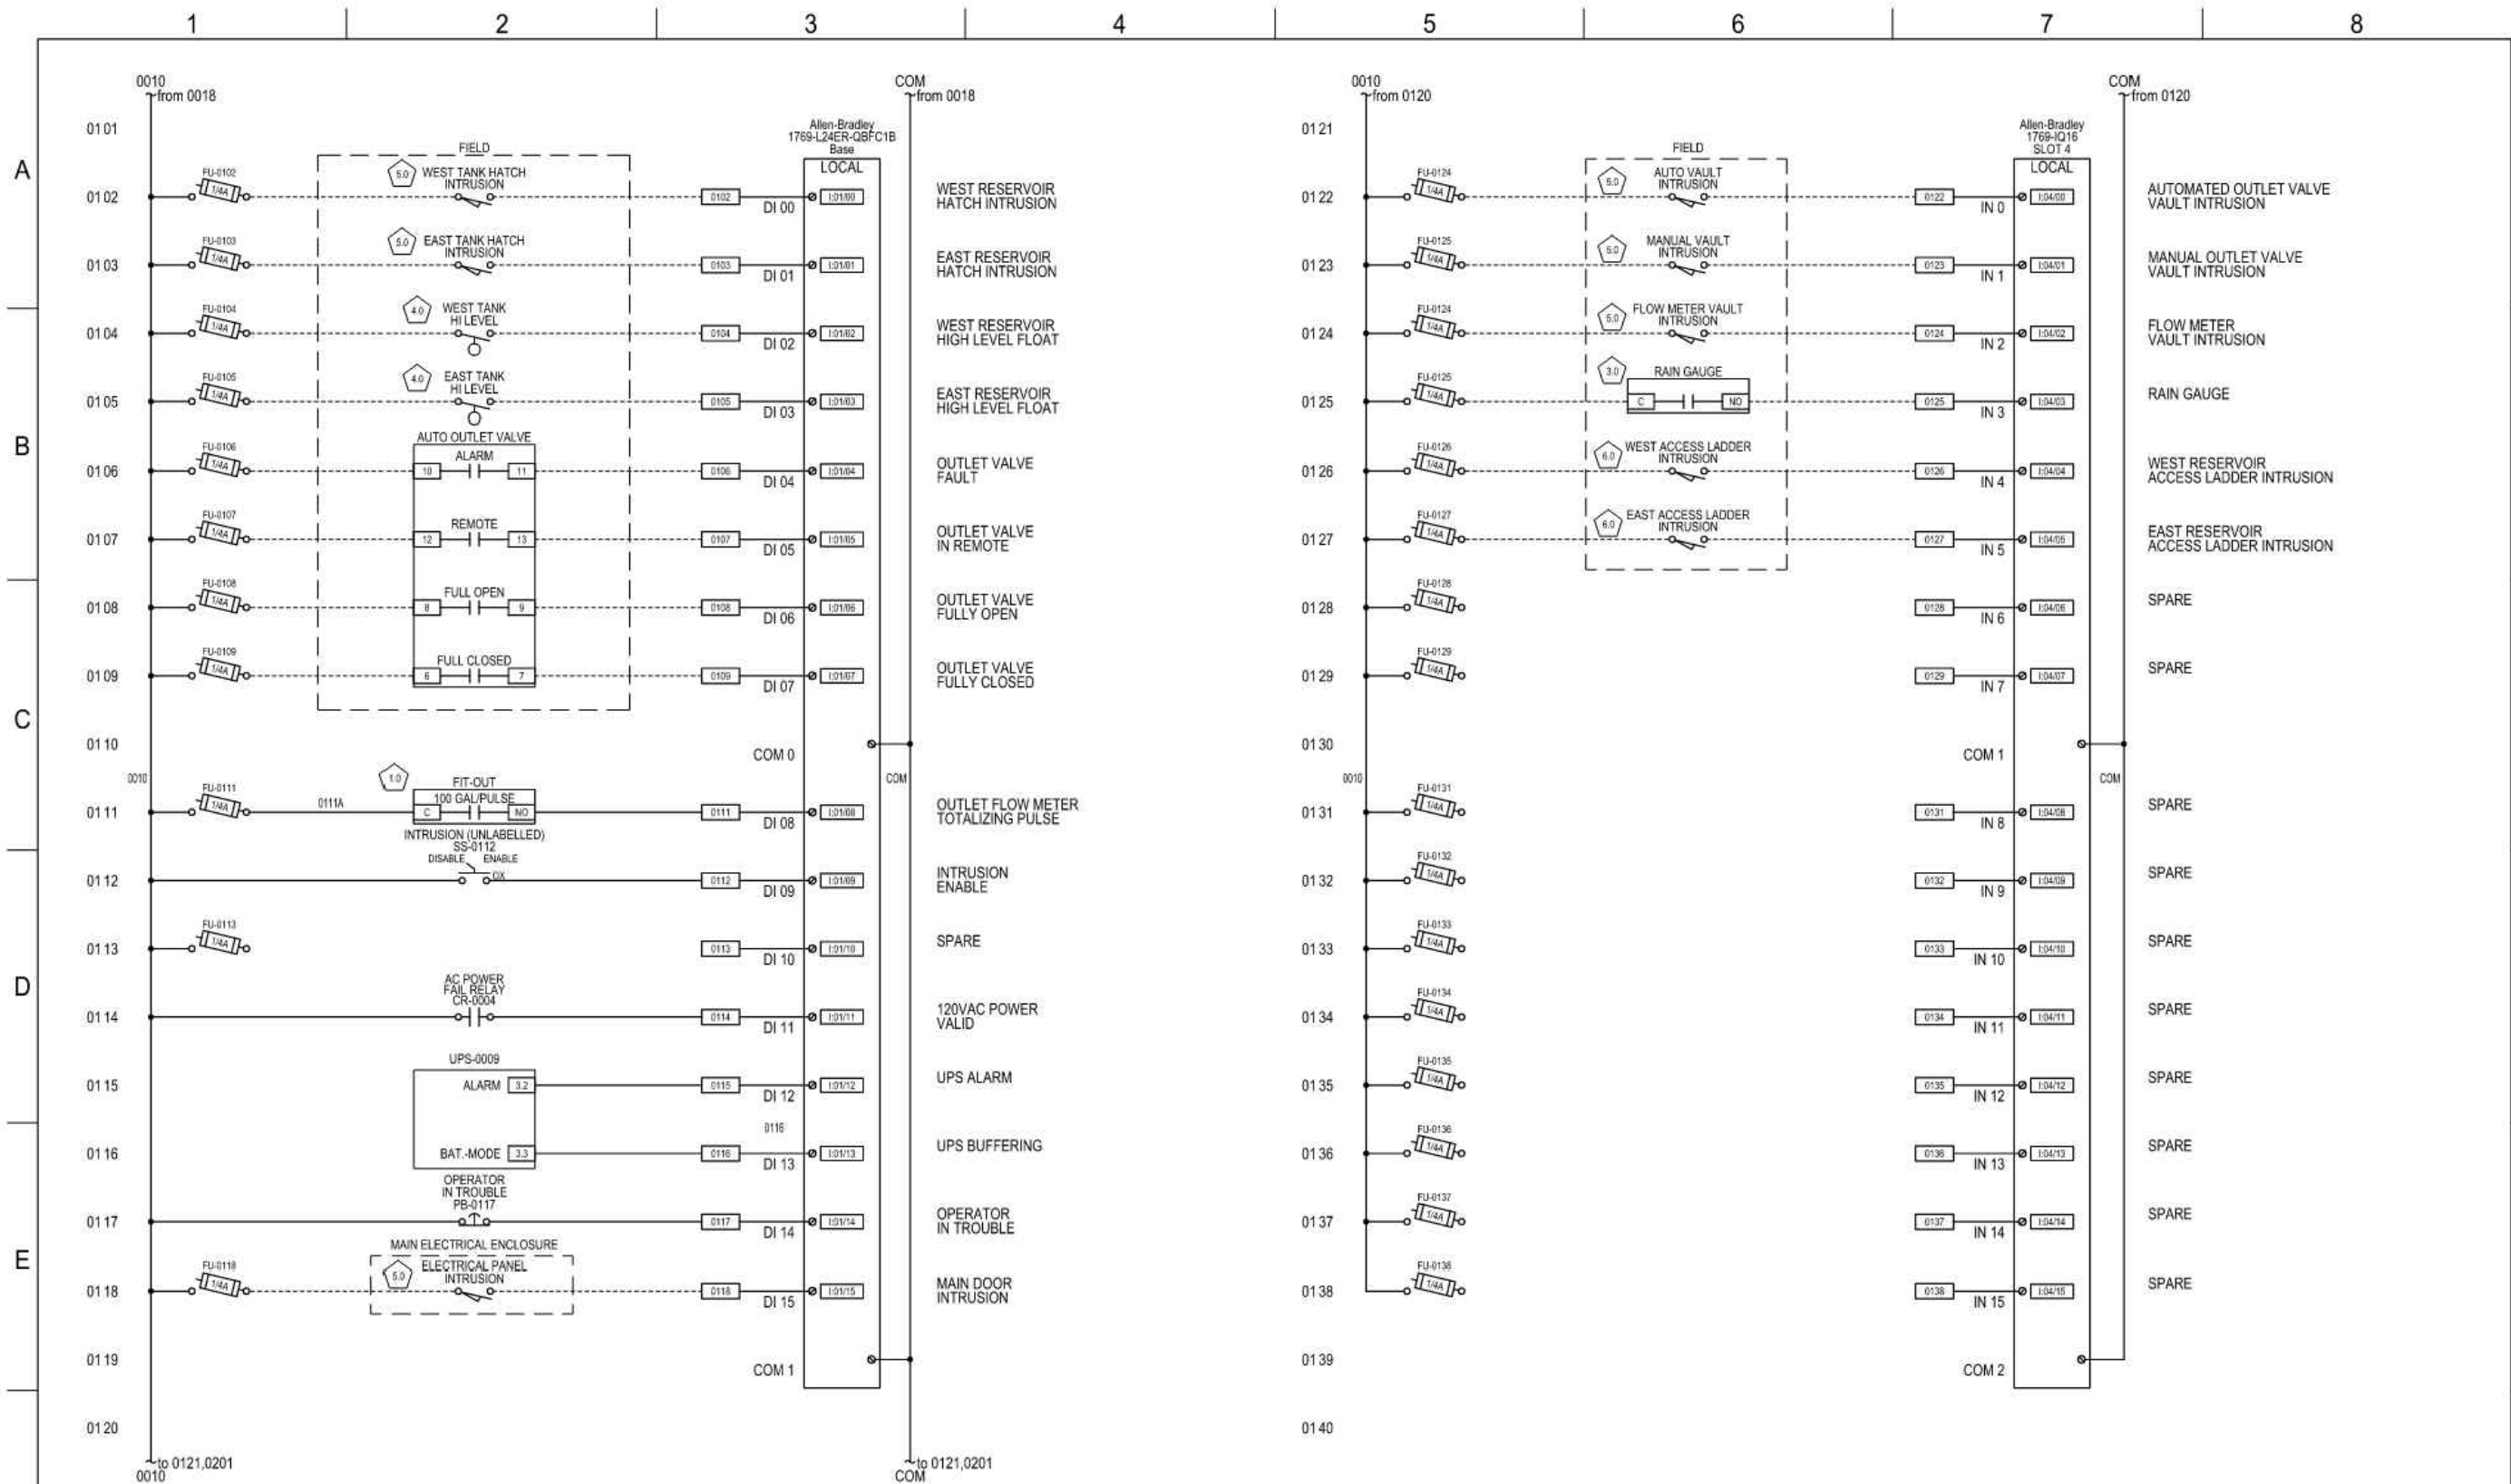 1 2 3 4 5 6 7 8
A
B
C
D
E
0010
from 0018
COM
from 0018
0101
Allen-Bradley
1769-L24ER-QBFC1B
Base
LOCAL
FIELD
0102
FU-0102
1/4A
5.0
WEST TANK HATCH
INTRUSION
0102
DI 00
I:01/00
WEST RESERVOIR
HATCH INTRUSION
0103
FU-0103
1/4A
5.0
EAST TANK HATCH
INTRUSION
0103
DI 01
I:01/01
EAST RESERVOIR
HATCH INTRUSION
0104
FU-0104
1/4A
4.0
WEST TANK
HI LEVEL
0104
DI 02
I:01/02
WEST RESERVOIR
HIGH LEVEL FLOAT
0105
FU-0105
1/4A
4.0
EAST TANK
HI LEVEL
0105
DI 03
I:01/03
EAST RESERVOIR
HIGH LEVEL FLOAT
AUTO OUTLET VALVE
0106
FU-0106
1/4A
ALARM
10
11
0106
DI 04
I:01/04
OUTLET VALVE
FAULT
0107
FU-0107
1/4A
REMOTE
12
13
0107
DI 05
I:01/05
OUTLET VALVE
IN REMOTE
0108
FU-0108
1/4A
FULL OPEN
8
9
0108
DI 06
I:01/06
OUTLET VALVE
FULLY OPEN
0109
FU-0109
1/4A
FULL CLOSED
6
7
0109
DI 07
I:01/07
OUTLET VALVE
FULLY CLOSED
0110
COM 0
0010
COM
0111
FU-0111
1/4A
0111A
1.0
FIT-OUT
100 GAL/PULSE
C
NO
0111
DI 08
I:01/08
OUTLET FLOW METER
TOTALIZING PULSE
INTRUSION (UNLABELLED)
SS-0112
DISABLE ENABLE
0112
OX
0112
DI 09
I:01/09
INTRUSION
ENABLE
0113
FU-0113
1/4A
0113
DI 10
I:01/10
SPARE
AC POWER
FAIL RELAY
CR-0004
0114
0114
DI 11
I:01/11
120VAC POWER
VALID
UPS-0009
0115
ALARM
3.2
0115
DI 12
I:01/12
UPS ALARM
0116
0116
BAT.-MODE
3.3
0116
DI 13
I:01/13
UPS BUFFERING
OPERATOR
IN TROUBLE
PB-0117
0117
0117
DI 14
I:01/14
OPERATOR
IN TROUBLE
MAIN ELECTRICAL ENCLOSURE
0118
FU-0118
1/4A
5.0
ELECTRICAL PANEL
INTRUSION
0118
DI 15
I:01/15
MAIN DOOR
INTRUSION
0119
COM 1
0120
to 0121,0201
0010
to 0121,0201
COM
0010
from 0120
COM
from 0120
0121
Allen-Bradley
1769-IQ16
SLOT 4
LOCAL
FIELD
0122
FU-0124
1/4A
5.0
AUTO VAULT
INTRUSION
0122
IN 0
I:04/00
AUTOMATED OUTLET VALVE
VAULT INTRUSION
0123
FU-0125
1/4A
5.0
MANUAL VAULT
INTRUSION
0123
IN 1
I:04/01
MANUAL OUTLET VALVE
VAULT INTRUSION
0124
FU-0124
1/4A
5.0
FLOW METER VAULT
INTRUSION
0124
IN 2
I:04/02
FLOW METER
VAULT INTRUSION
0125
FU-0125
1/4A
3.0
RAIN GAUGE
C
NO
0125
IN 3
I:04/03
RAIN GAUGE
0126
FU-0126
1/4A
6.0
WEST ACCESS LADDER
INTRUSION
0126
IN 4
I:04/04
WEST RESERVOIR
ACCESS LADDER INTRUSION
0127
FU-0127
1/4A
6.0
EAST ACCESS LADDER
INTRUSION
0127
IN 5
I:04/05
EAST RESERVOIR
ACCESS LADDER INTRUSION
0128
FU-0128
1/4A
0128
IN 6
I:04/06
SPARE
0129
FU-0129
1/4A
0129
IN 7
I:04/07
SPARE
0130
COM 1
0010
COM
0131
FU-0131
1/4A
0131
IN 8
I:04/08
SPARE
0132
FU-0132
1/4A
0132
IN 9
I:04/09
SPARE
0133
FU-0133
1/4A
0133
IN 10
I:04/10
SPARE
0134
FU-0134
1/4A
0134
IN 11
I:04/11
SPARE
0135
FU-0135
1/4A
0135
IN 12
I:04/12
SPARE
0136
FU-0136
1/4A
0136
IN 13
I:04/13
SPARE
0137
FU-0137
1/4A
0137
IN 14
I:04/14
SPARE
0138
FU-0138
1/4A
0138
IN 15
I:04/15
SPARE
0139
COM 2
0140